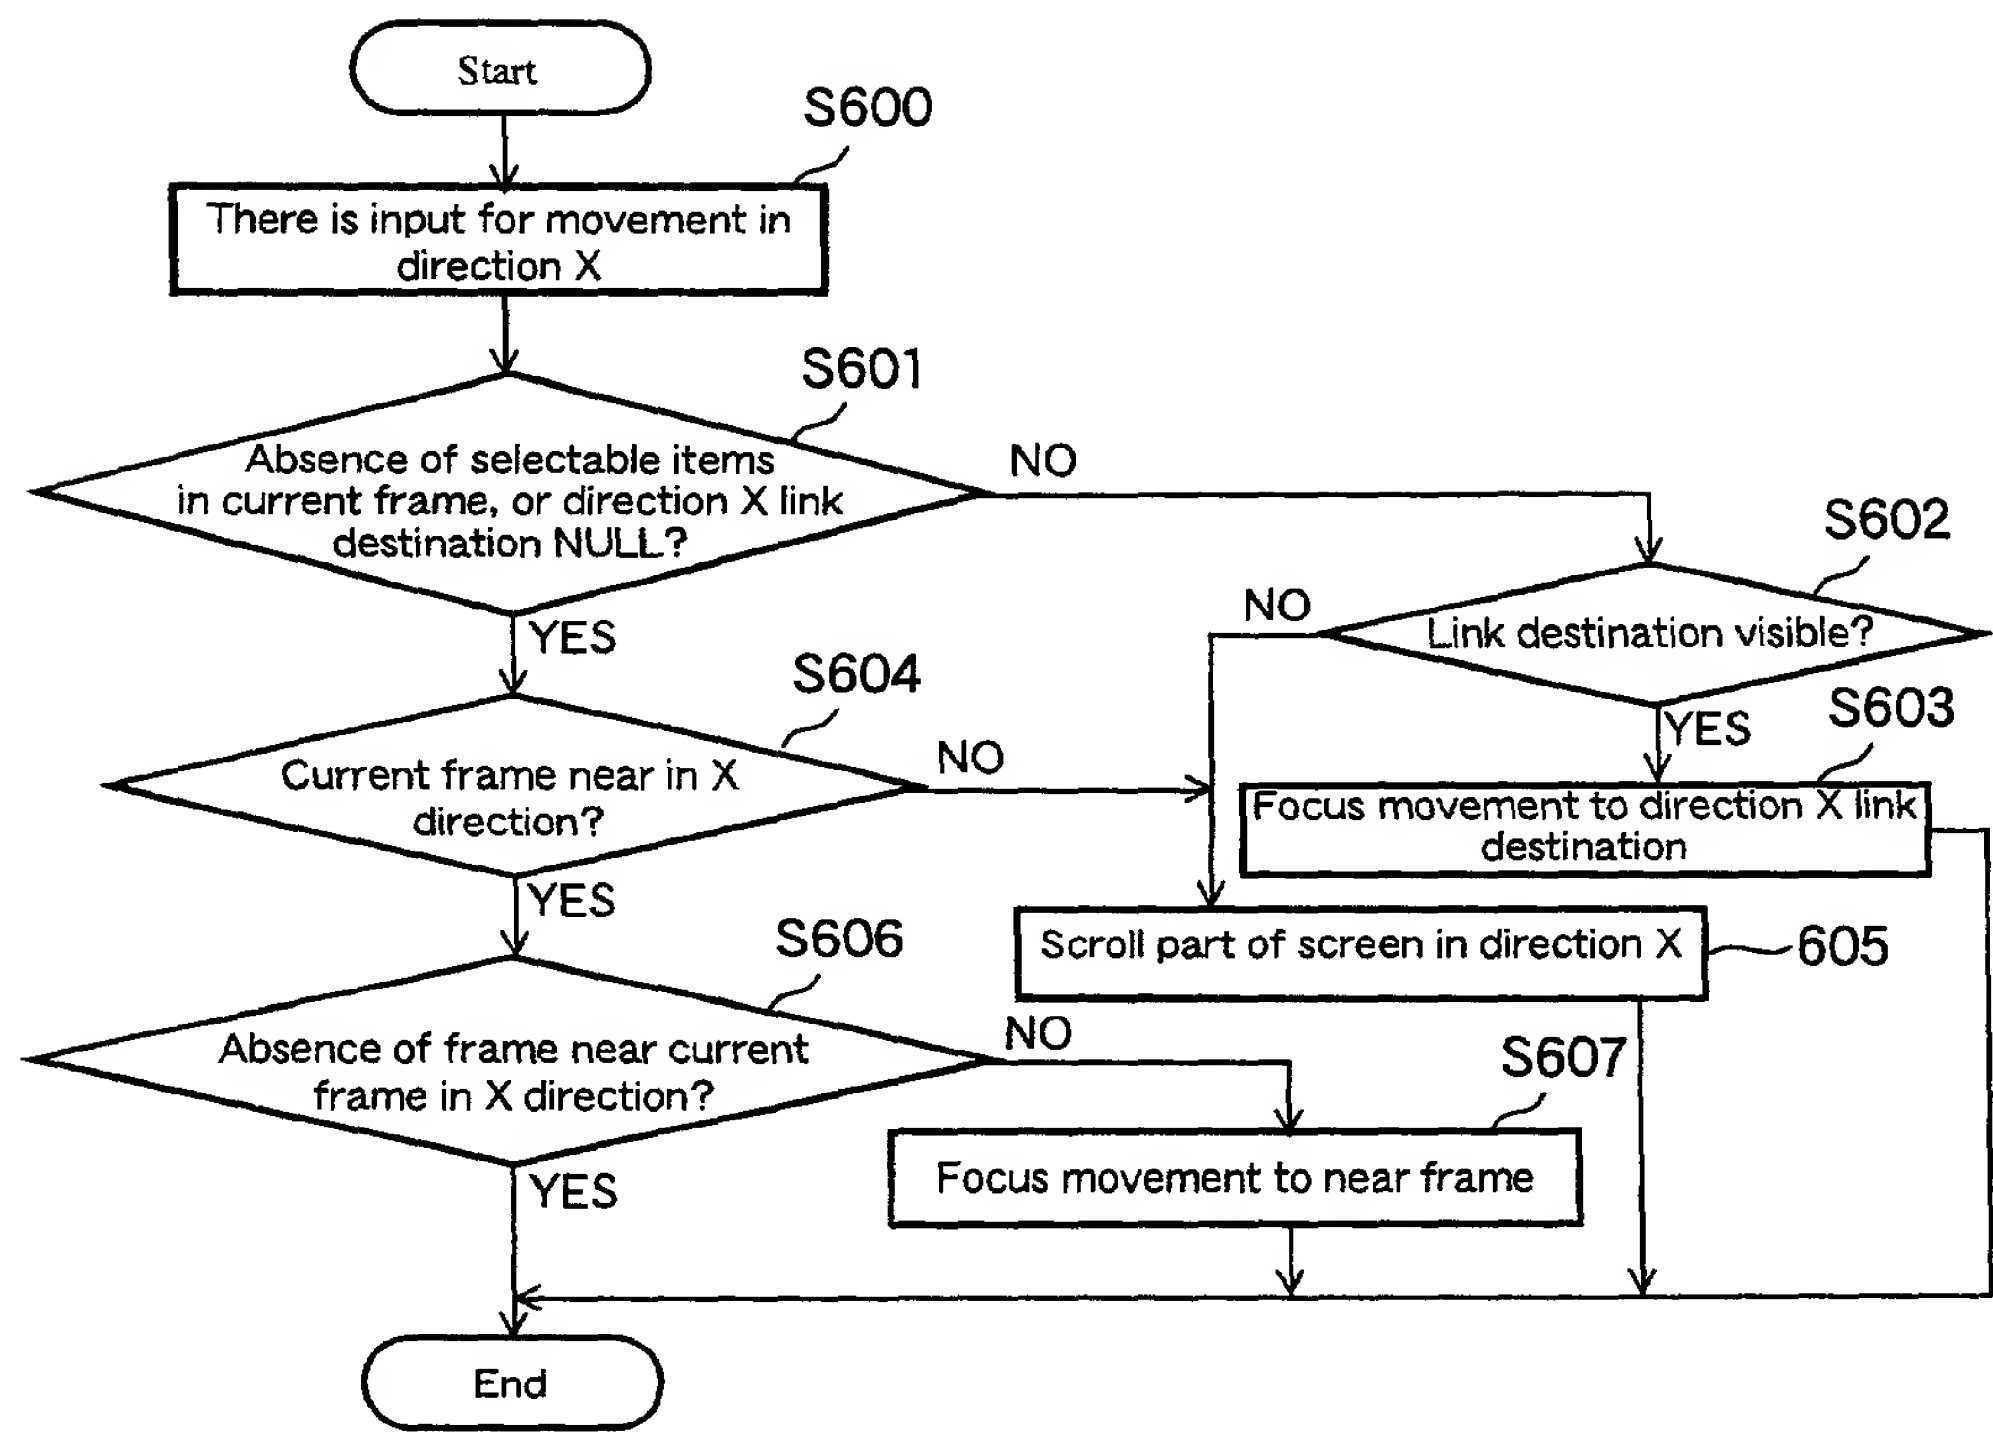 Start
S600
There is input for movement in
direction X
S601
Absence of selectable items
in current frame, or direction X link
destination NULL?
NO
S602
NO
Link destination visible?
YES
S604
YES
S603
Current frame near in X
direction?
NO
Focus movement to direction X link
destination
YES
S606
Scroll part of screen in direction X
605
Absence of frame near current
frame in X direction?
NO
S607
Focus movement to near frame
YES
End